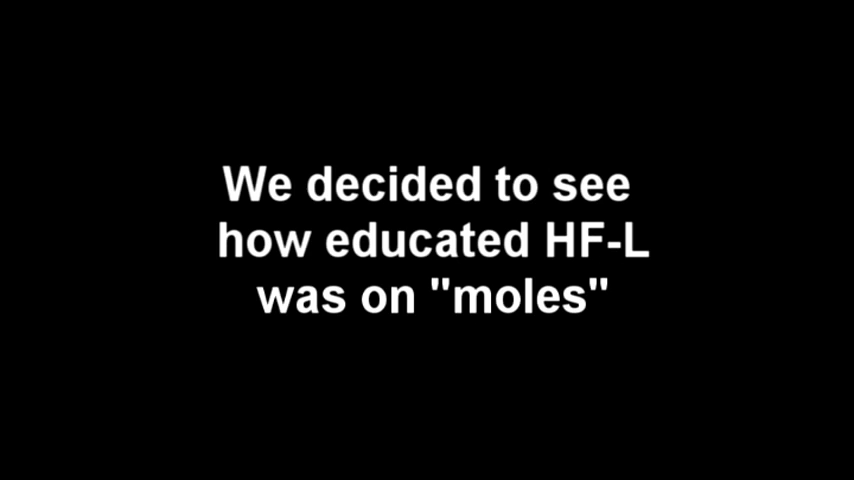 We decided to see
how educated HF-L
was on "moles"